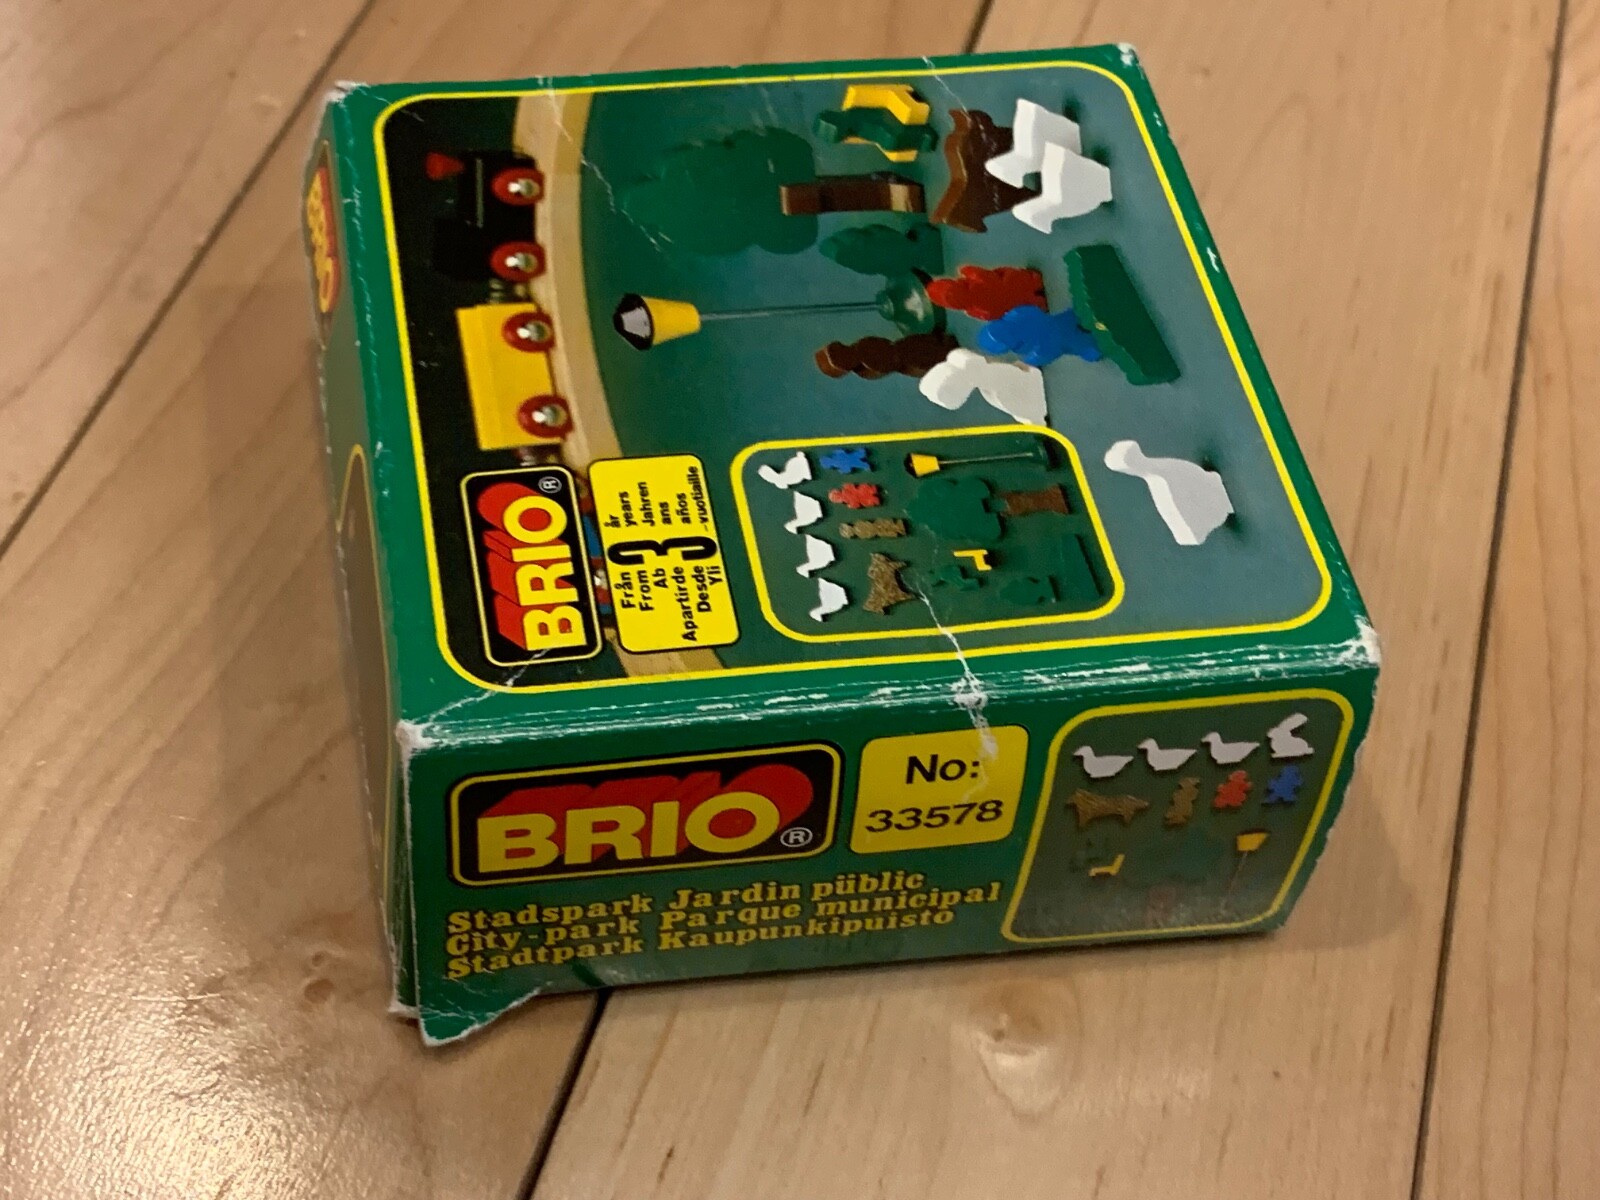 BRIO
BRIO®
Från 3 år
From 3 years
Ab 3 Jahren
Apartirde 3 ans
Desde 3 años
Yli 3 -vuotiaille
BRIO®
No:
33578
Stadspark Jardin püblic
City-park Parque municipal
Stadtpark Kaupunkipuisto